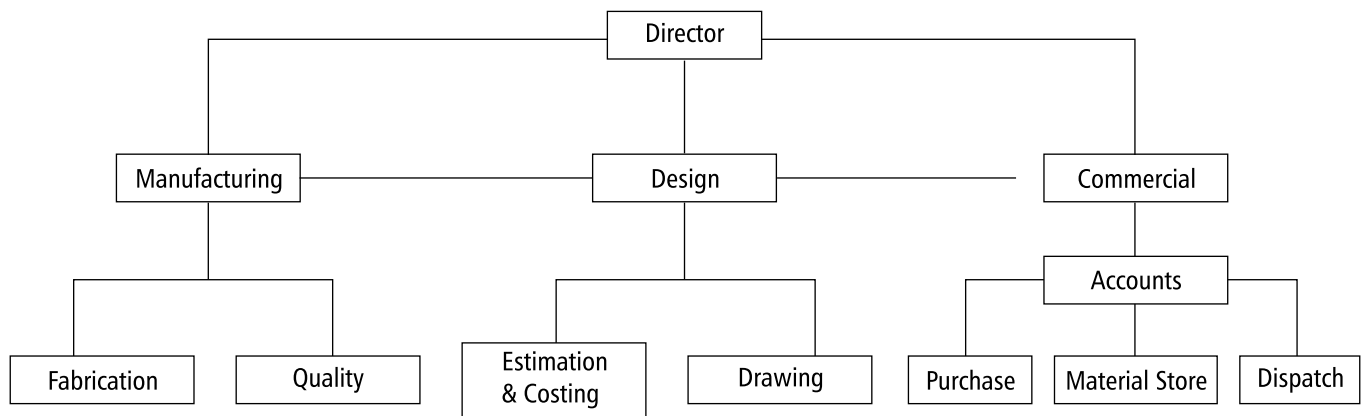 Director
Manufacturing
Design
Commercial
Accounts
Fabrication
Quality
Estimation
& Costing
Drawing
Purchase
Material Store
Dispatch